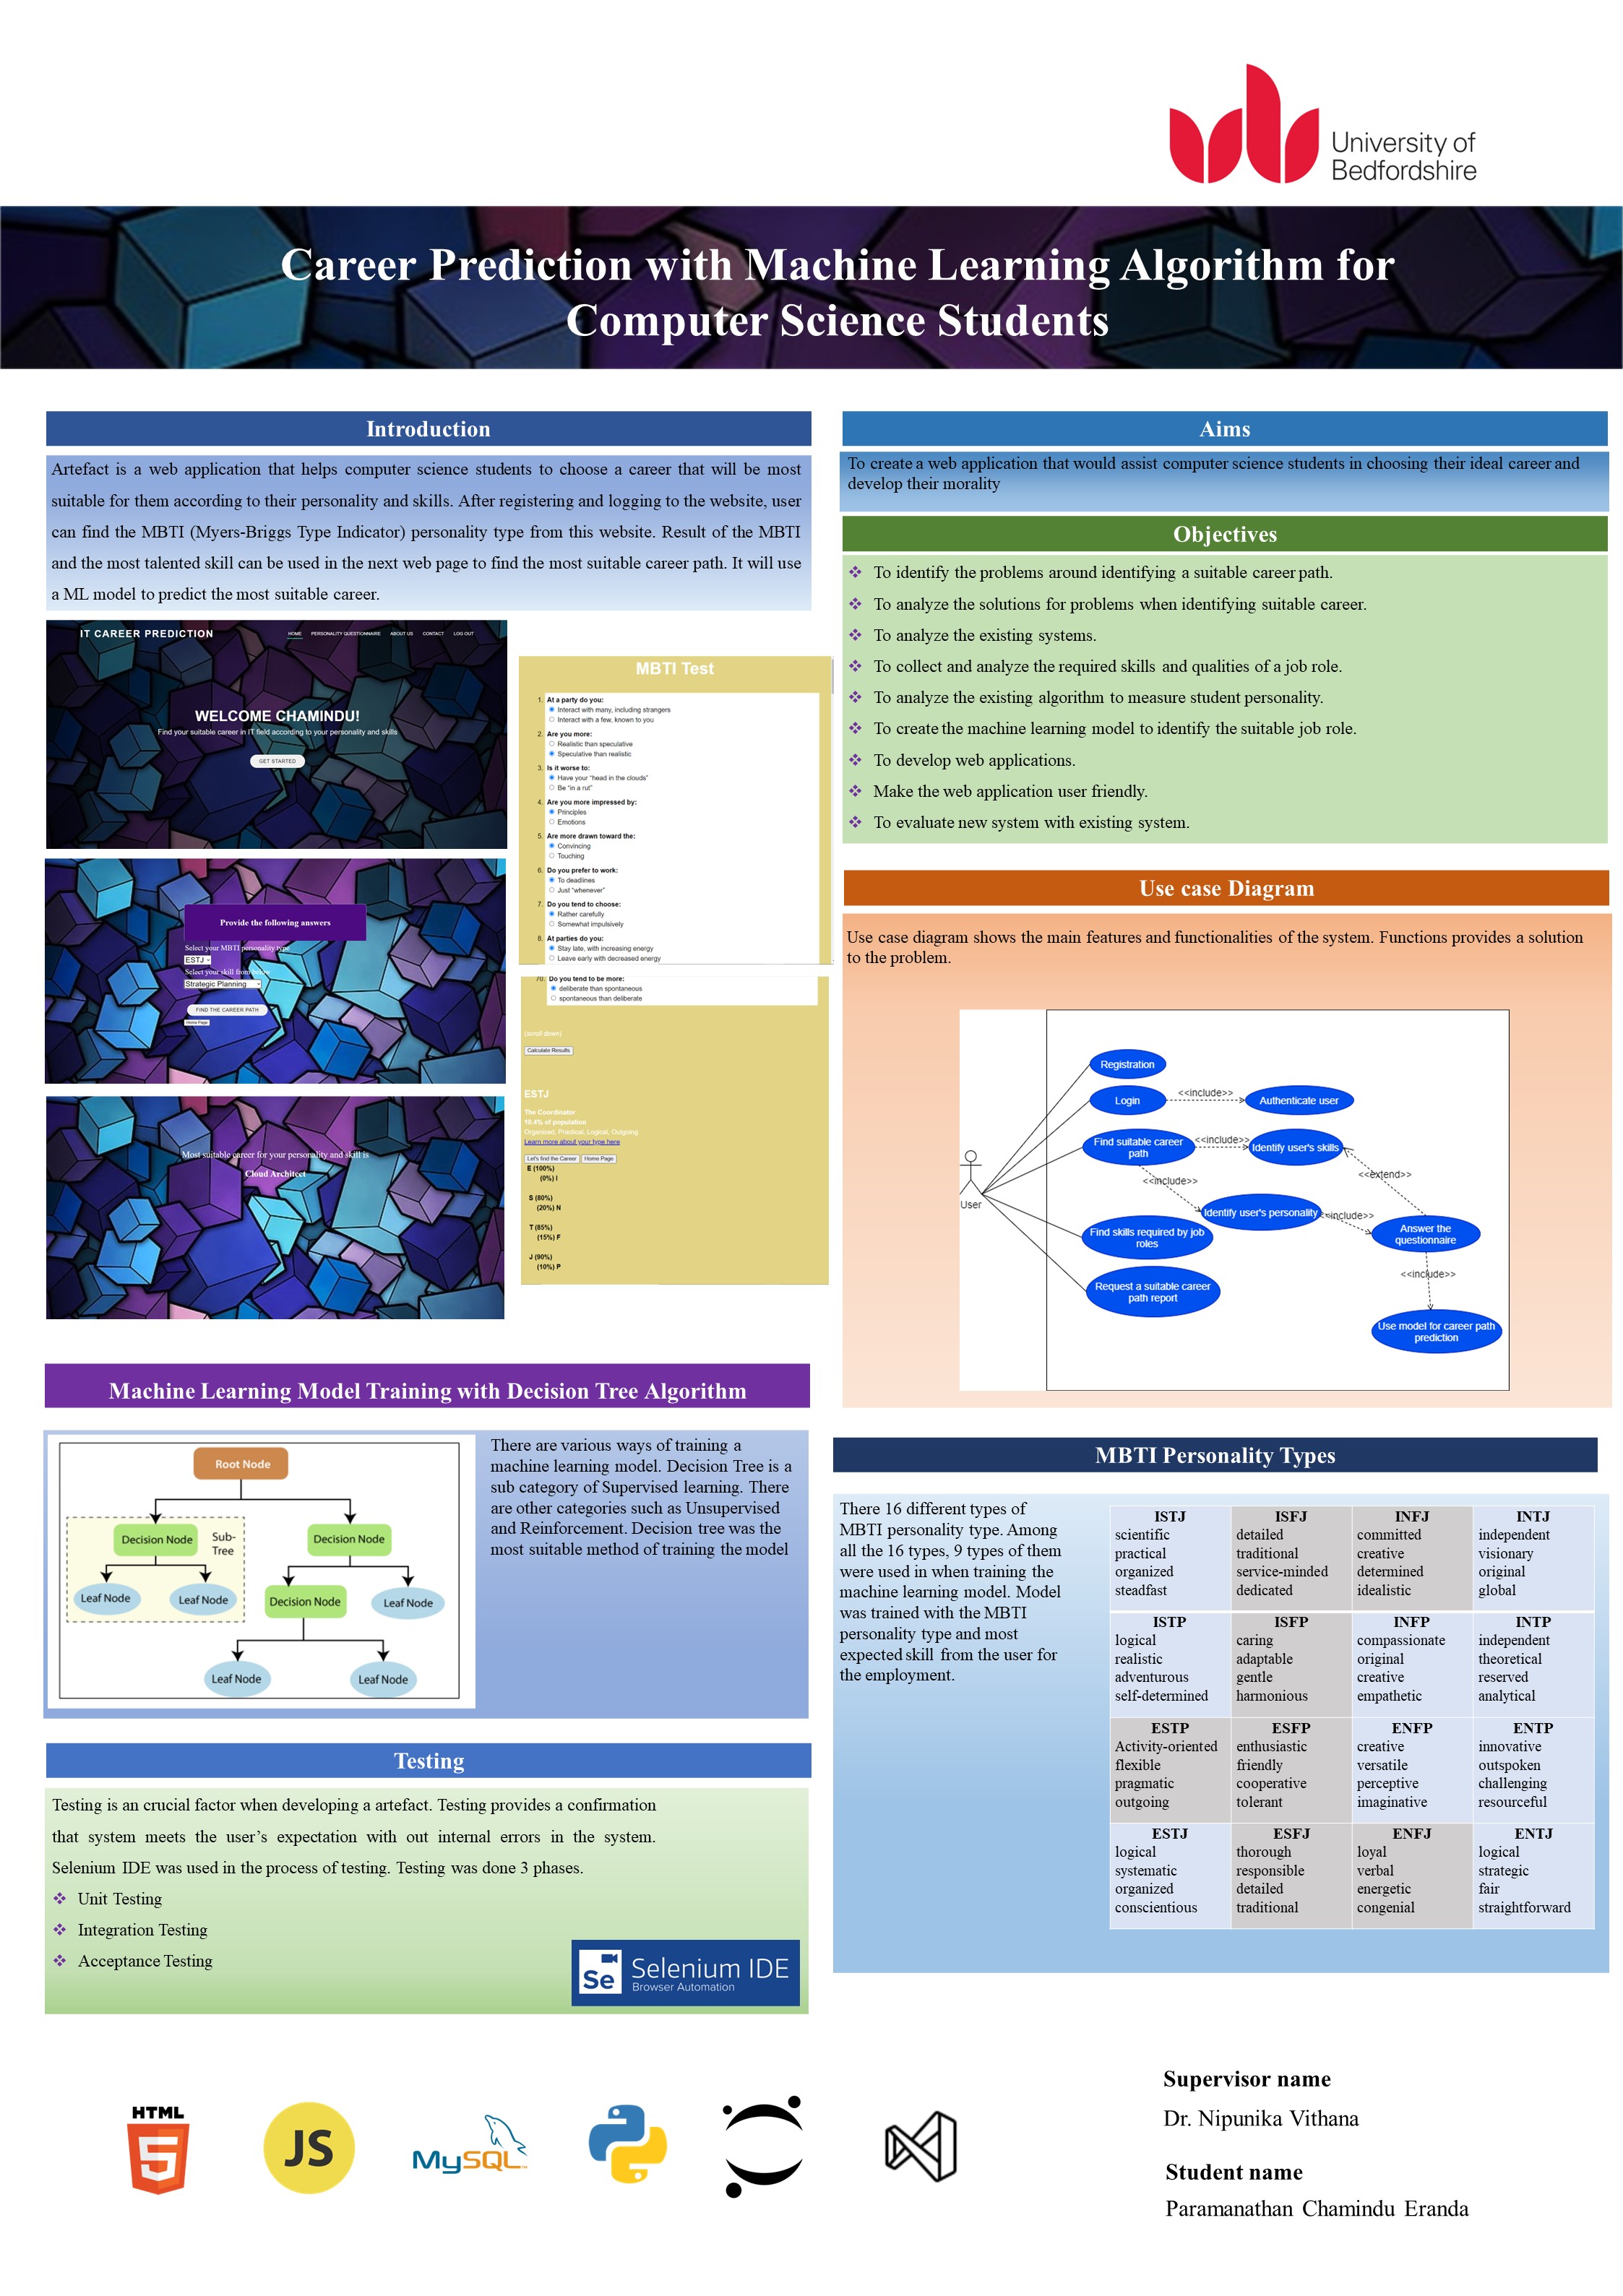 University of
Bedfordshire
Career Prediction with Machine Learning Algorithm for
Computer Science Students
Introduction
Artefact is a web application that helps computer science students to choose a career that will be most
suitable for them according to their personality and skills. After registering and logging to the website, user
can find the MBTI (Myers-Briggs Type Indicator) personality type from this website. Result of the MBTI
and the most talented skill can be used in the next web page to find the most suitable career path. It will use
a ML model to predict the most suitable career.
IT CAREER PREDICTION
HOME PERSONALITY QUESTIONNAIRE ABOUT US CONTACT LOG OUT
WELCOME CHAMINDU!
Find your suitable career in IT field according to your personality and skills
GET STARTED
Provide the following answers
Select your MBTI personality type
ESTJ
Select your skill from below
Strategic Planning
FIND THE CAREER PATH
Home Page
Most suitable career for your personality and skill is
Cloud Architect
MBTI Test
1. At a party do you:
Interact with many, including strangers
Interact with a few, known to you
2. Are you more:
Realistic than speculative
Speculative than realistic
3. Is it worse to:
Have your "head in the clouds"
Be "in a rut"
4. Are you more impressed by:
Principles
Emotions
5. Are more drawn toward the:
Convincing
Touching
6. Do you prefer to work:
To deadlines
Just "whenever"
7. Do you tend to choose:
Rather carefully
Somewhat impulsively
8. At parties do you:
Stay late, with increasing energy
Leave early with decreased energy
70. Do you tend to be more:
deliberate than spontaneous
spontaneous than deliberate
(scroll down)
Calculate Results
ESTJ
The Coordinator
10.4% of population
Organized, Practical, Logical, Outgoing
Learn more about your type here
Let's find the Career Home Page
E (100%)
(0%) I
S (80%)
(20%) N
T (85%)
(15%) F
J (90%)
(10%) P
Machine Learning Model Training with Decision Tree Algorithm
Root Node
Decision Node
Sub-
Tree
Decision Node
Leaf Node
Leaf Node
Decision Node
Leaf Node
Leaf Node
Leaf Node
There are various ways of training a
machine learning model. Decision Tree is a
sub category of Supervised learning. There
are other categories such as Unsupervised
and Reinforcement. Decision tree was the
most suitable method of training the model
Testing
Testing is an crucial factor when developing a artefact. Testing provides a confirmation
that system meets the user's expectation with out internal errors in the system.
Selenium IDE was used in the process of testing. Testing was done 3 phases.
❖ Unit Testing
❖ Integration Testing
❖ Acceptance Testing
Se
Selenium IDE
Browser Automation
Aims
To create a web application that would assist computer science students in choosing their ideal career and
develop their morality
Objectives
❖ To identify the problems around identifying a suitable career path.
❖ To analyze the solutions for problems when identifying suitable career.
❖ To analyze the existing systems.
❖ To collect and analyze the required skills and qualities of a job role.
❖ To analyze the existing algorithm to measure student personality.
❖ To create the machine learning model to identify the suitable job role.
❖ To develop web applications.
❖ Make the web application user friendly.
❖ To evaluate new system with existing system.
Use case Diagram
Use case diagram shows the main features and functionalities of the system. Functions provides a solution
to the problem.
Registration
Login
<<include>>
Authenticate user
Find suitable career
path
<<include>>
Identify user's skills
<<extend>>
<<include>>
User
Identify user's personality
<<include>>
Answer the
questionnaire
Find skills required by job
roles
<<include>>
Request a suitable career
path report
Use model for career path
prediction
MBTI Personality Types
There 16 different types of
MBTI personality type. Among
all the 16 types, 9 types of them
were used in when training the
machine learning model. Model
was trained with the MBTI
personality type and most
expected skill from the user for
the employment.
ISTJ ISFJ INFJ INTJ
scientific detailed committed independent
practical traditional creative visionary
organized service-minded determined original
steadfast dedicated idealistic global
ISTP ISFP INFP INTP
logical caring compassionate independent
realistic adaptable original theoretical
adventurous gentle creative reserved
self-determined harmonious empathetic analytical
ESTP ESFP ENFP ENTP
Activity-oriented enthusiastic creative innovative
flexible friendly versatile outspoken
pragmatic cooperative perceptive challenging
outgoing tolerant imaginative resourceful
ESTJ ESFJ ENFJ ENTJ
logical thorough loyal logical
systematic responsible verbal strategic
organized detailed energetic fair
conscientious traditional congenial straightforward
HTML
5
JS
MySQL
Supervisor name
Dr. Nipunika Vithana
Student name
Paramanathan Chamindu Eranda